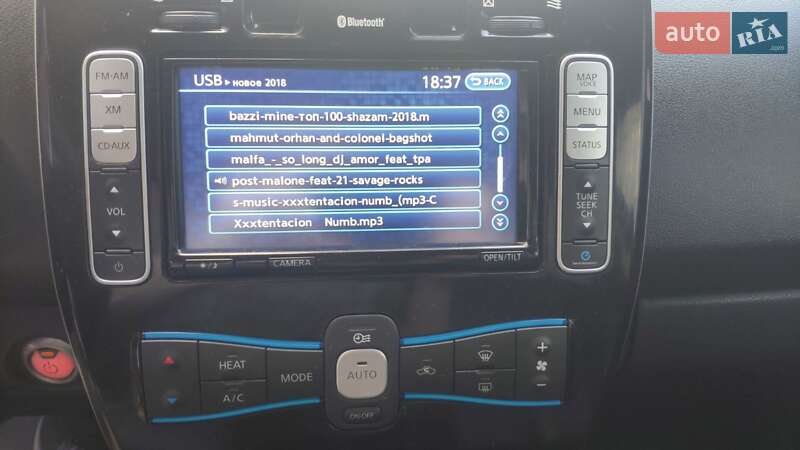 Bluetooth
auto RIA
FM·AM
XM
CD·AUX
VOL
USB ▸ новое 2018
18:37
BACK
bazzi-mine-топ-100-shazam-2018.m
mahmut-orhan-and-colonel-bagshot
malfa_-_so_long_dj_amor_feat_tpa
post-malone-feat-21-savage-rocks
s-music-xxxtentacion-numb_(mp3-C
Xxxtentacion Numb.mp3
MAP
VOICE
MENU
STATUS
TUNE
SEEK
CH
CAMERA
OPEN/TILT
HEAT
A/C
MODE
AUTO
ON·OFF